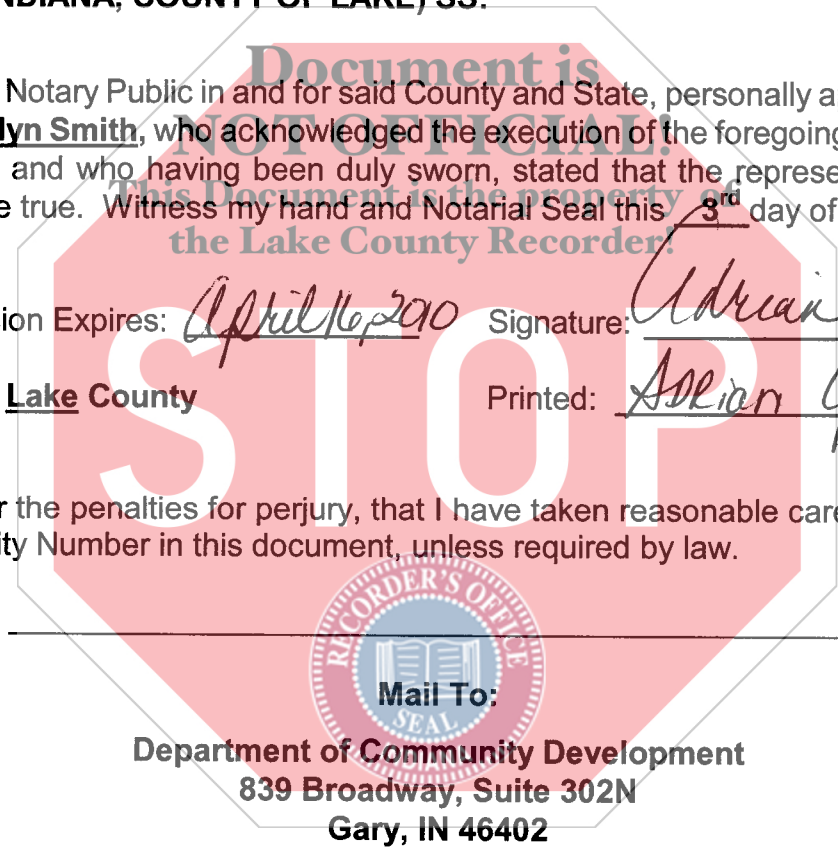 INDIANA, COUNTY OF LAKE) SS:
Document is
Notary Public in and for said County and State, personally a
NOT OFFICIAL!
lyn Smith, who acknowledged the execution of the foregoing
and who having been duly sworn, stated that the represe
This Document is the property of
e true. Witness my hand and Notarial Seal this 3rd day of
the Lake County Recorder!
ion Expires: April 16, 2010 Signature: Adrian
Lake County Printed: Adrian
STOP
r the penalties for perjury, that I have taken reasonable care
ity Number in this document, unless required by law.
RECORDER'S OFFICE
Mail To:
SEAL
Department of Community Development
INDIANA
839 Broadway, Suite 302N
Gary, IN 46402